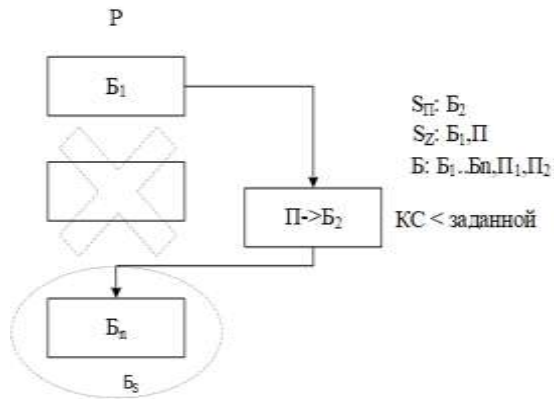 Р
Б₁
Sп: Б₂
Sz: Б₁,П
Б: Б₁..Бn,П₁,П₂
П->Б₂
КС < заданной
Бn
Бs